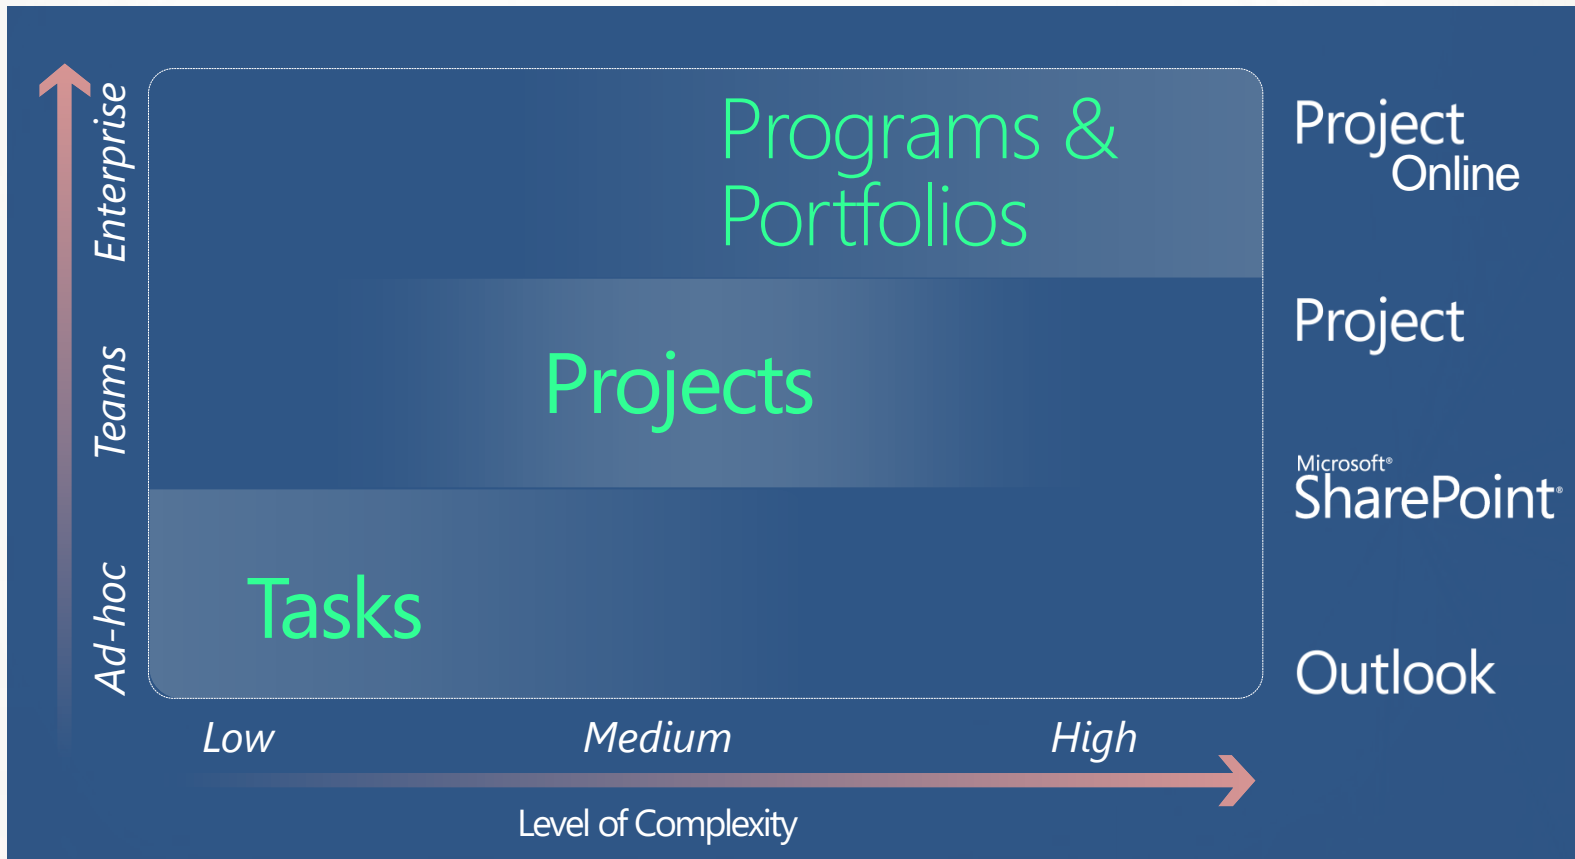 Enterprise
Teams
Ad-hoc
Programs &
Portfolios
Projects
Tasks
Project
Online
Project
Microsoft®
SharePoint®
Outlook
Low
Medium
High
Level of Complexity